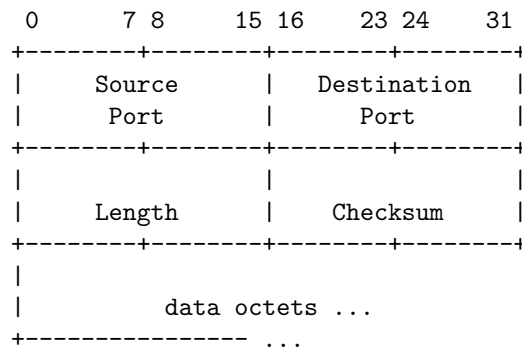 0 7 8 15 16 23 24 31
+--------+--------+--------+--------+
| Source | Destination |
| Port | Port |
+--------+--------+--------+--------+
| | |
| Length | Checksum |
+--------+--------+--------+--------+
|
| data octets ...
+---------------- ...